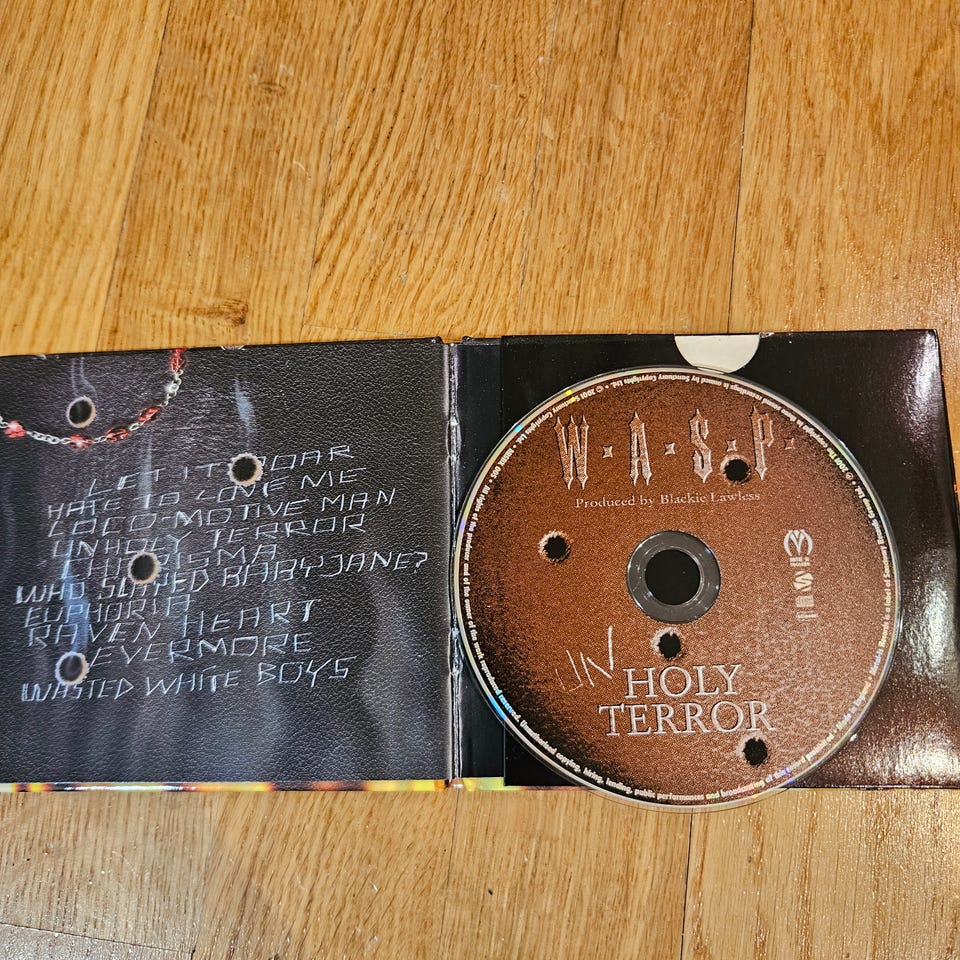 LET IT ROAR
HATE TO LOVE ME
LOCO-MOTIVE MAN
UNHOLY TERROR
CHARISMA
WHO SLAYED BABY JANE?
EUPHORIA
RAVEN HEART
EVERMORE
WASTED WHITE BOYS
W·A·S·P·
Produced by Blackie Lawless
UN
HOLY
TERROR